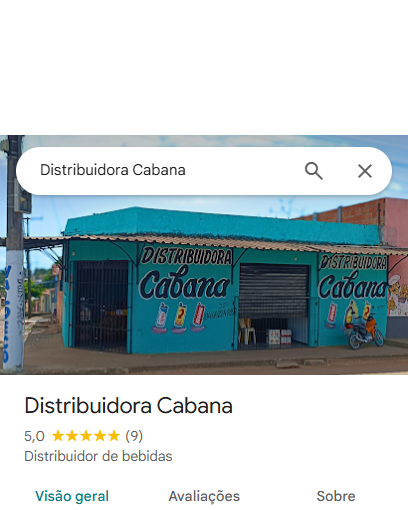 Distribuidora Cabana
DISTRIBUIDORA
Cabana
DISTRIBUIDORA
Cabana
Distribuidora Cabana
5,0 ★★★★★ (9)
Distribuidor de bebidas
Visão geral Avaliações Sobre